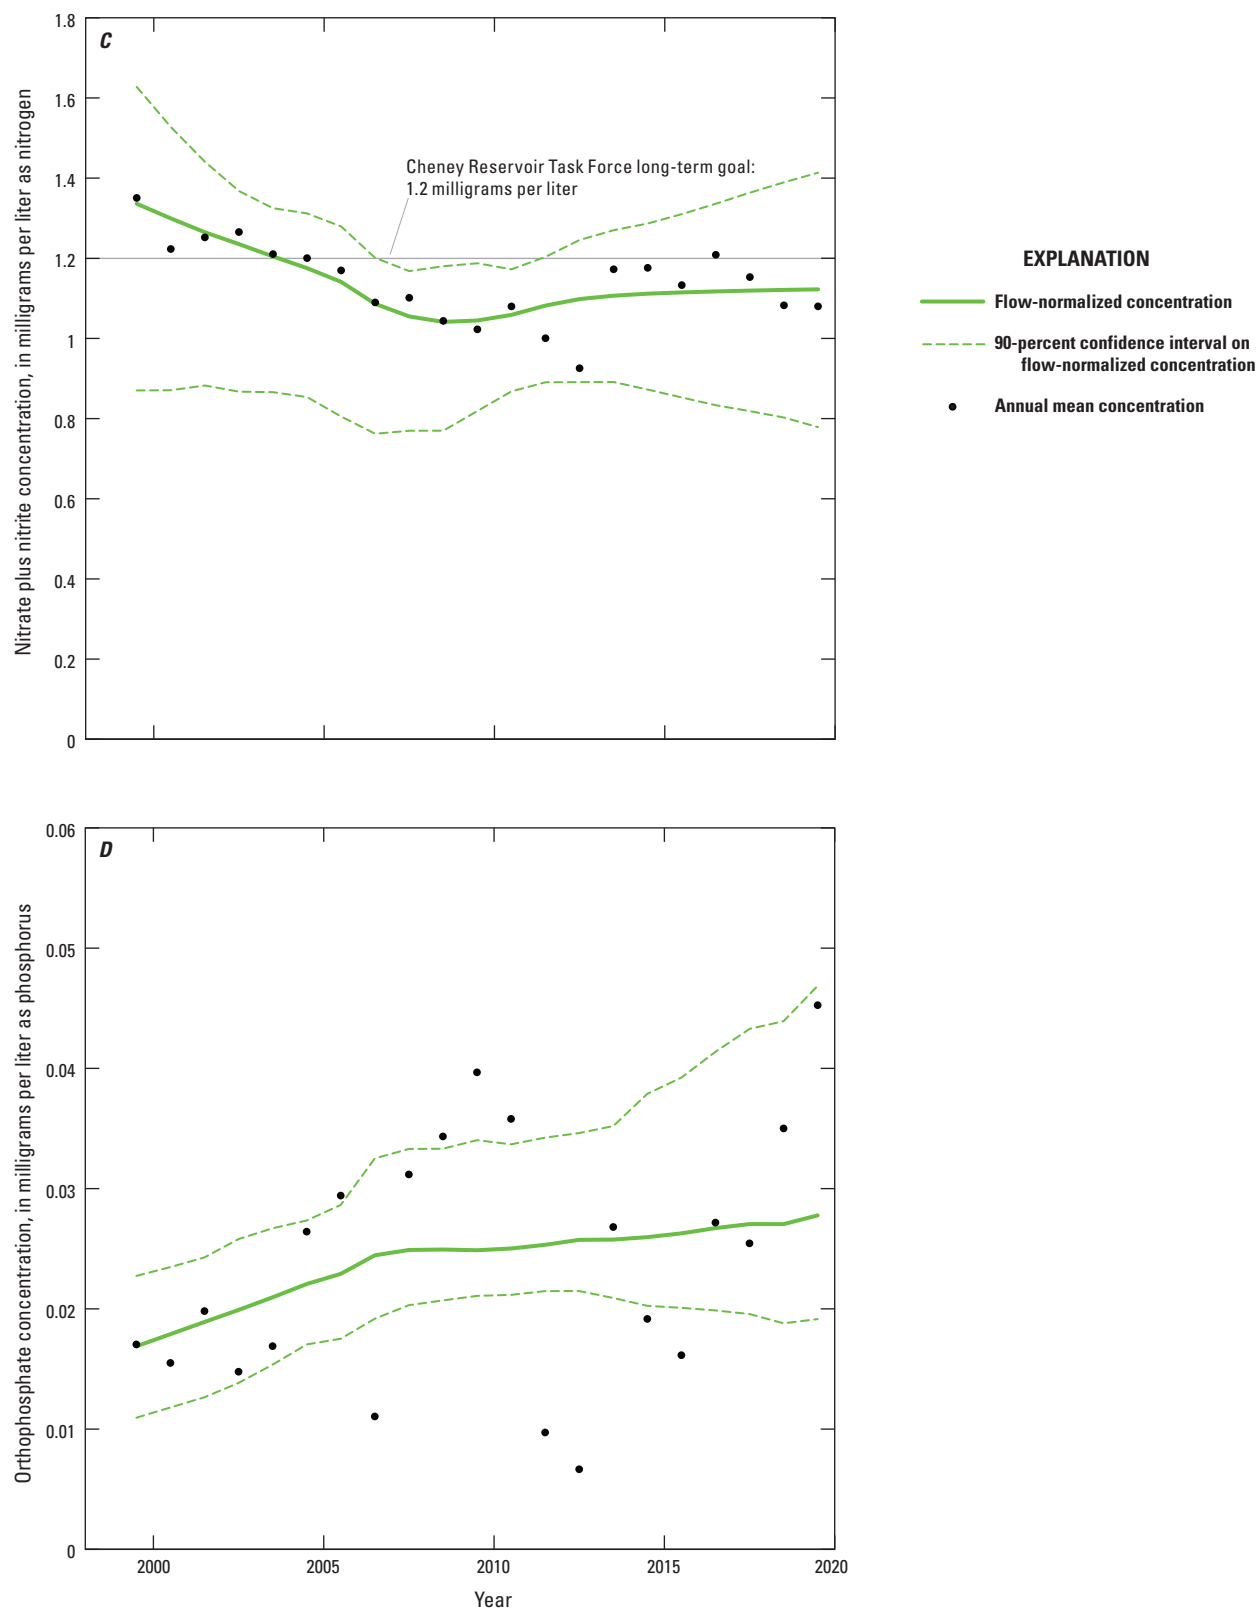 C
Nitrate plus nitrite concentration, in milligrams per liter as nitrogen
1.8
1.6
1.4
1.2
1
0.8
0.6
0.4
0.2
0
Cheney Reservoir Task Force long-term goal:
1.2 milligrams per liter
EXPLANATION
Flow-normalized concentration
90-percent confidence interval on
flow-normalized concentration
Annual mean concentration
D
Orthophosphate concentration, in milligrams per liter as phosphorus
0.06
0.05
0.04
0.03
0.02
0.01
0
2000
2005
2010
2015
2020
Year